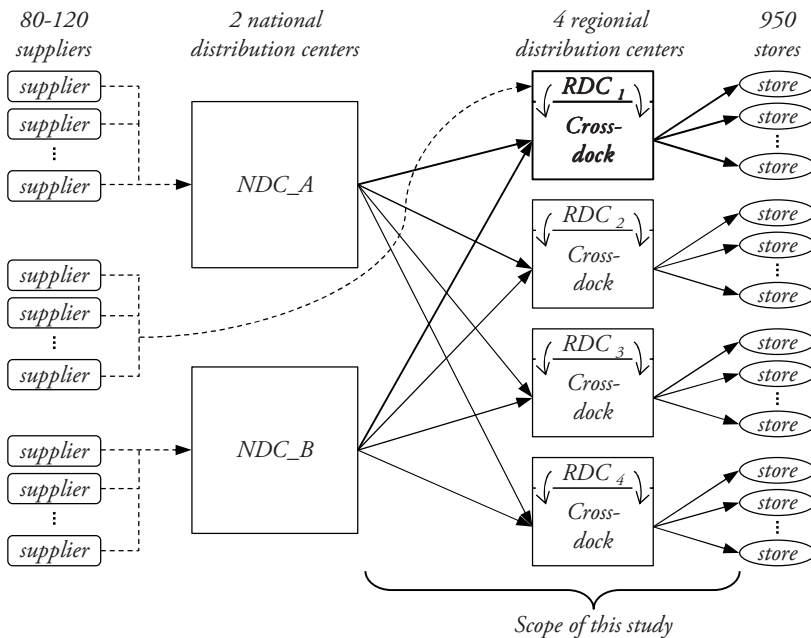 80-120
suppliers
2 national
distribution centers
4 regionial
distribution centers
950
stores
supplier
supplier
⋮
supplier
supplier
supplier
⋮
supplier
supplier
supplier
⋮
supplier
NDC_A
NDC_B
RDC 1
Cross-
dock
RDC 2
Cross-
dock
RDC 3
Cross-
dock
RDC 4
Cross-
dock
store
store
⋮
store
store
store
⋮
store
store
store
⋮
store
store
store
⋮
store
Scope of this study